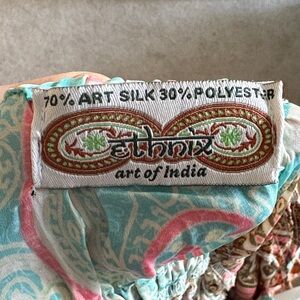 70% ART SILK 30% POLYESTER
ethnix
art of India